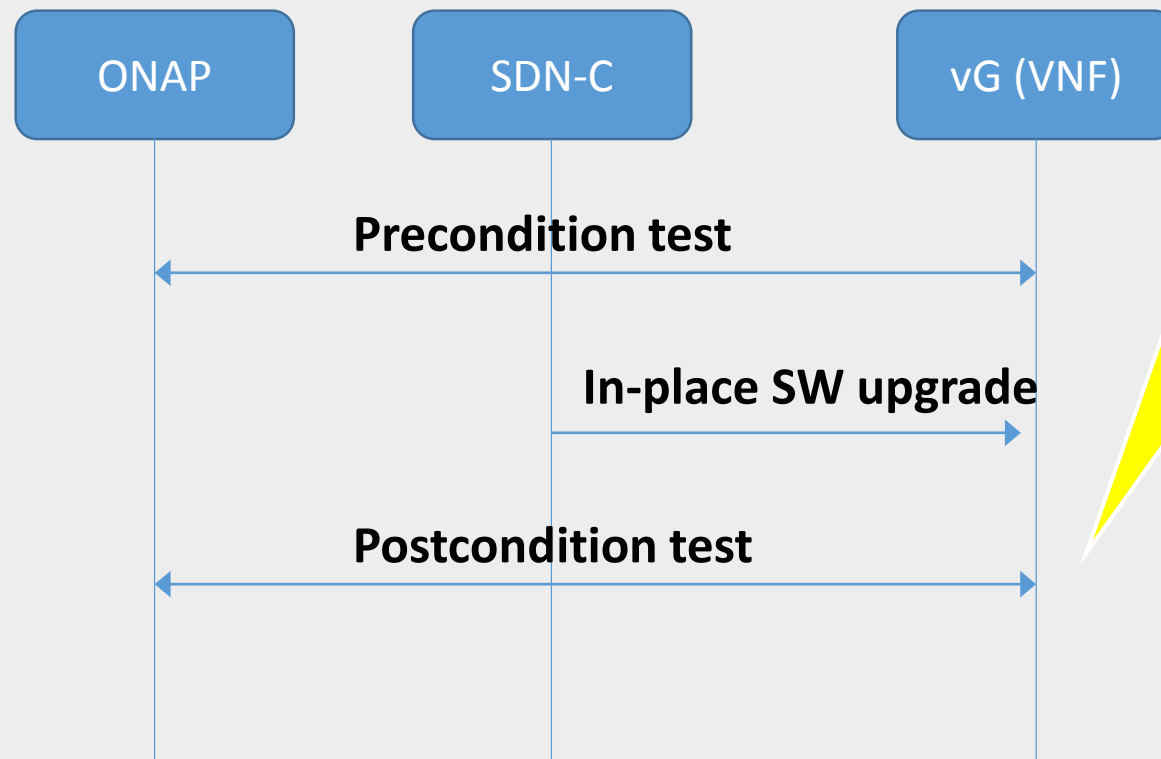 ONAP
SDN-C
vG (VNF)
Precondition test
In-place SW upgrade
Postcondition test